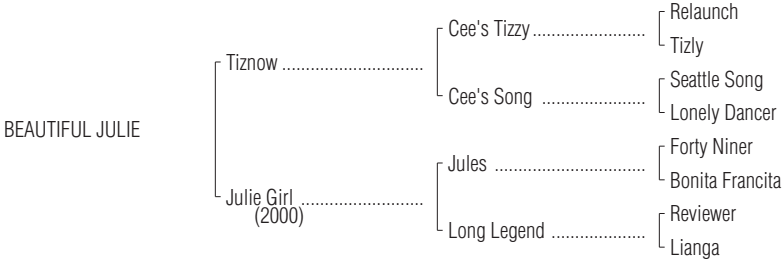 Relaunch
Cee's Tizzy ........................
Tizly
Tiznow ..............................
Seattle Song
Cee's Song ......................
Lonely Dancer
BEAUTIFUL JULIE
Forty Niner
Jules ................................
Bonita Francita
Julie Girl ..........................
(2000)
Reviewer
Long Legend ....................
Lianga